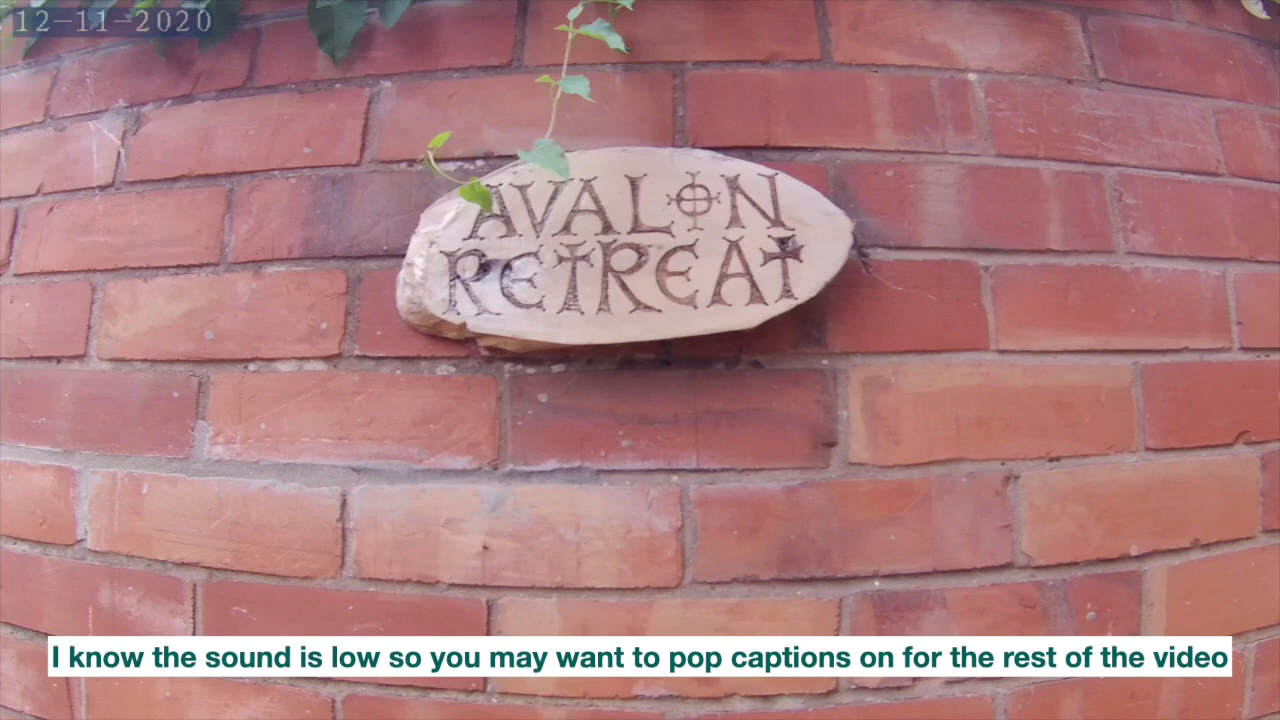 12-11-2020
AVALON
RETREAT
I know the sound is low so you may want to pop captions on for the rest of the video